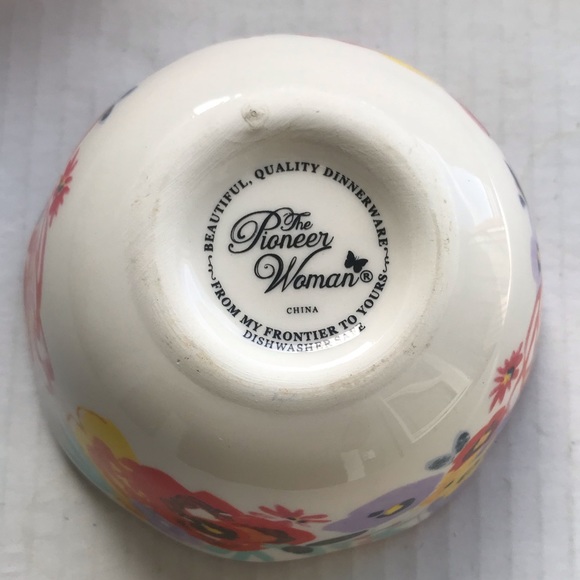 BEAUTIFUL, QUALITY DINNERWARE
The
Pioneer
Woman®
CHINA
FROM MY FRONTIER TO YOURS
DISHWASHER SAFE